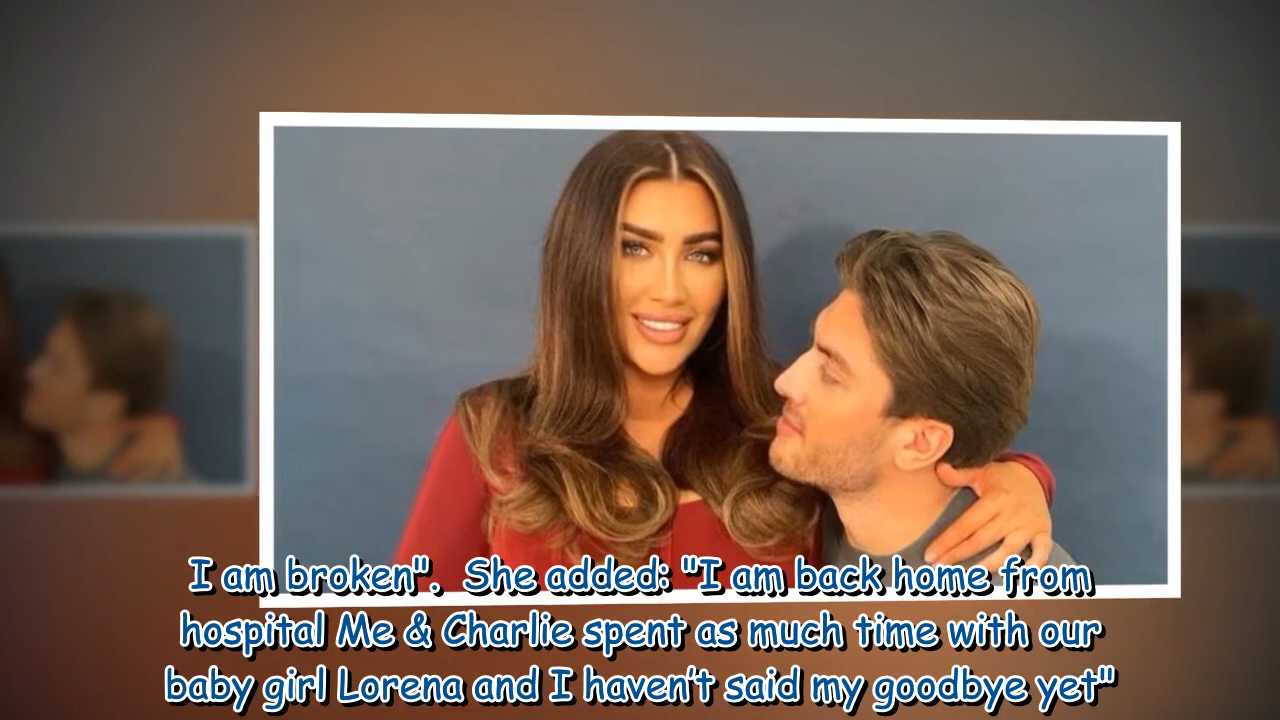 I am broken".  She added: "I am back home from
hospital Me & Charlie spent as much time with our
baby girl Lorena and I haven't said my goodbye yet"